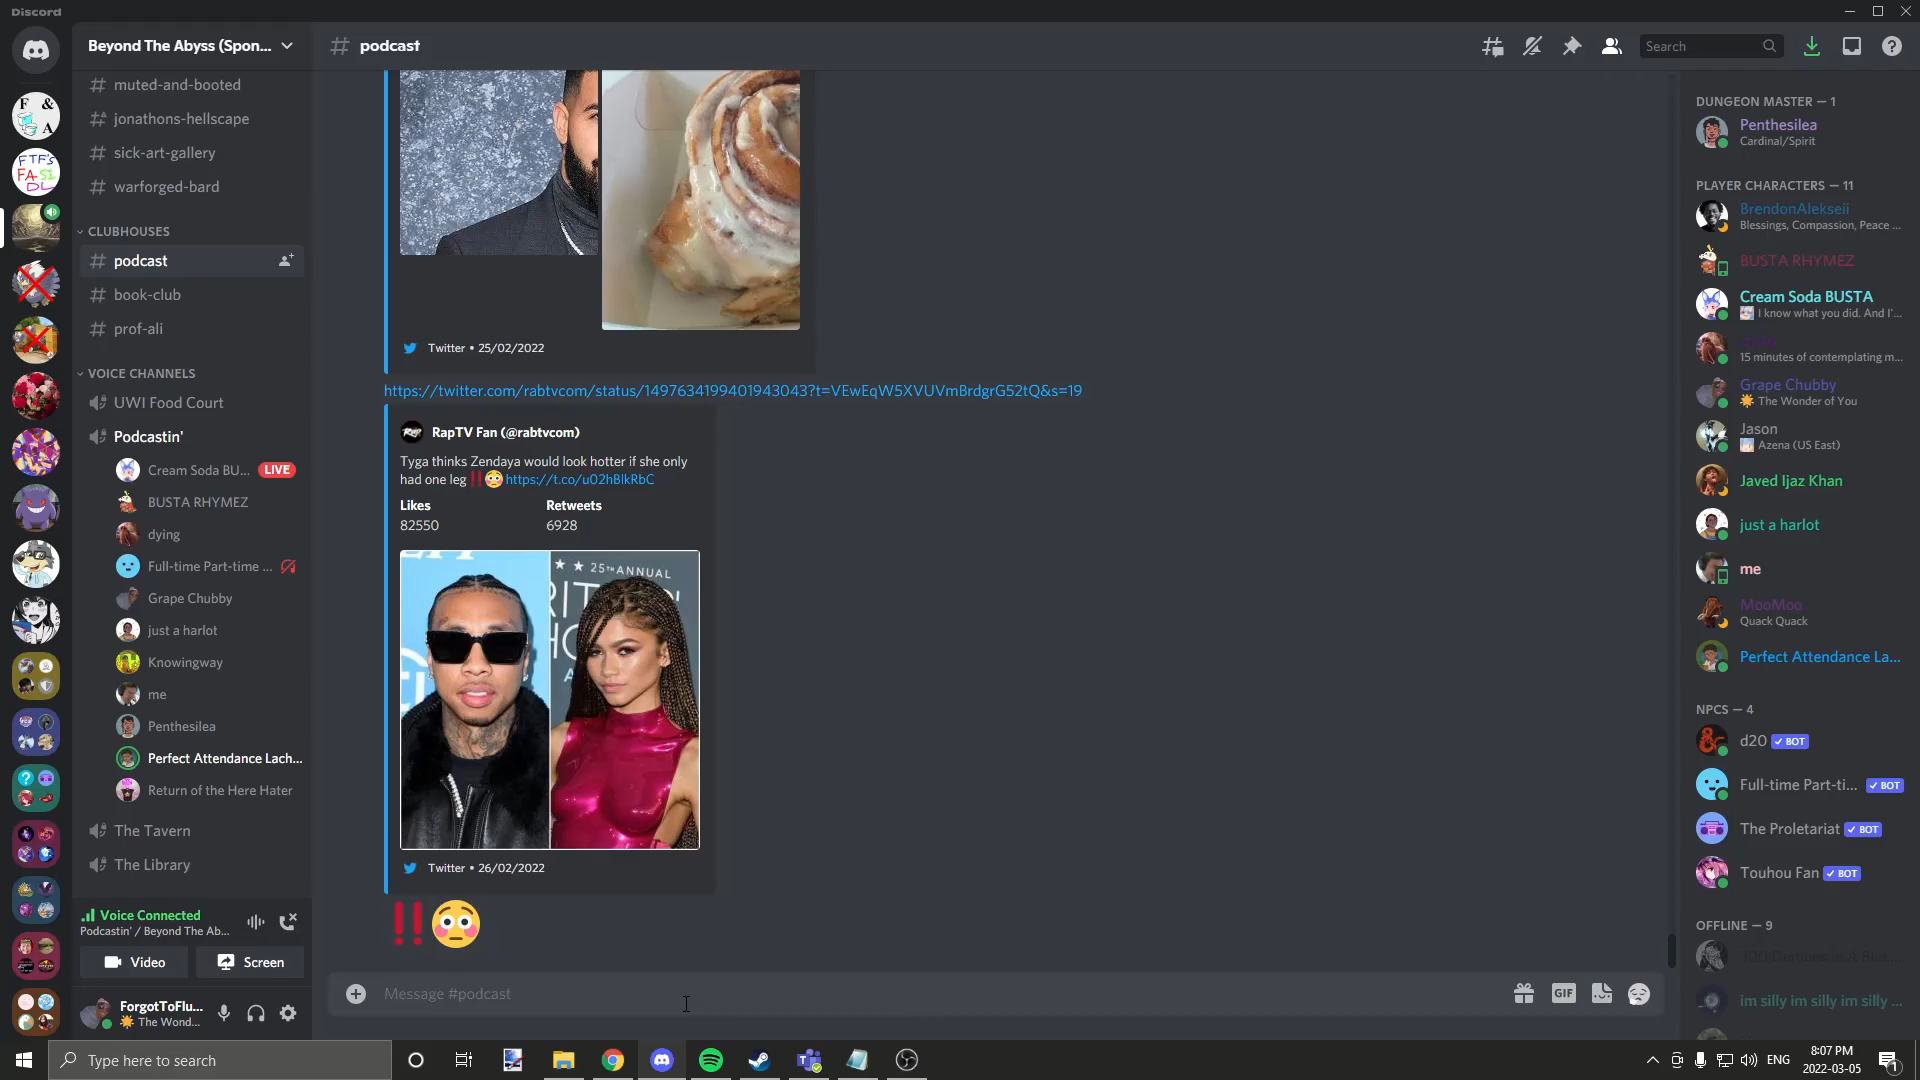 Discord
Beyond The Abyss (Spon...
muted-and-booted
jonathons-hellscape
sick-art-gallery
warforged-bard
CLUBHOUSES
podcast
book-club
prof-ali
VOICE CHANNELS
UWI Food Court
Podcastin'
Cream Soda BU... LIVE
BUSTA RHYMEZ
dying
Full-time Part-time ...
Grape Chubby
just a harlot
Knowingway
me
Penthesilea
Perfect Attendance Lach...
Return of the Here Hater
The Tavern
The Library
Voice Connected
Podcastin' / Beyond The Ab...
Video Screen
ForgotToFlu...
The Wond...
F & A
FTF'S
FA SI
DL
# podcast
Search
Twitter • 25/02/2022
https://twitter.com/rabtvcom/status/1497634199401943043?t=VEwEqW5XVUVmBrdgrG52tQ&s=19
RapTV Fan (@rabtvcom)
Tyga thinks Zendaya would look hotter if she only
had one leg ‼️😳 https://t.co/u02hBlkRbC
Likes Retweets
82550 6928
25TH ANNUAL
Twitter • 26/02/2022
‼️😳
Message #podcast
GIF
DUNGEON MASTER — 1
Penthesilea
Cardinal/Spirit
PLAYER CHARACTERS — 11
BrendonAlekseii
Blessings, Compassion, Peace ...
BUSTA RHYMEZ
Cream Soda BUSTA
I know what you did. And I'...
15 minutes of contemplating m...
Grape Chubby
The Wonder of You
Jason
Azena (US East)
Javed Ijaz Khan
just a harlot
me
MooMoo
Quack Quack
Perfect Attendance La...
NPCS — 4
d20 ✓ BOT
Full-time Part-ti... ✓ BOT
The Proletariat ✓ BOT
Touhou Fan ✓ BOT
OFFLINE — 9
im silly im silly im silly ...
Type here to search
ENG
8:07 PM
2022-03-05
1